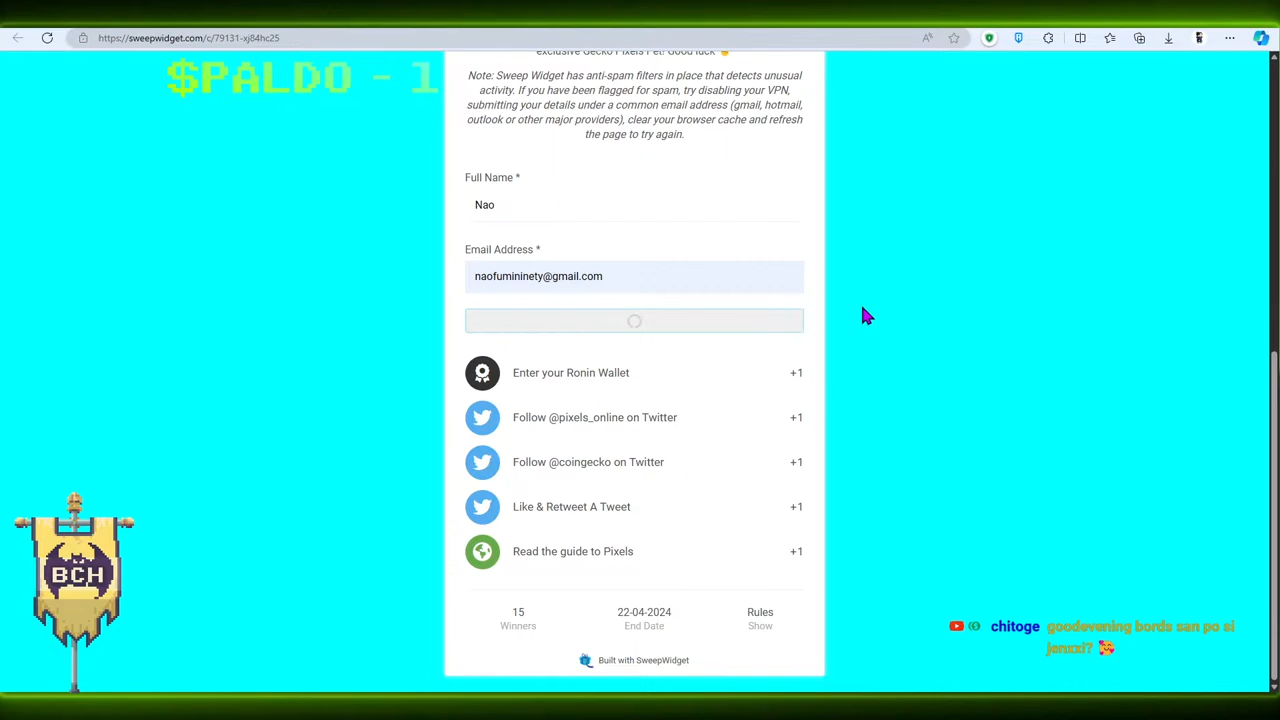 https://sweepwidget.com/c/79131-xj84hc25
$PALDO - 1
exclusive Gecko Pixels Pet! Good luck
Note: Sweep Widget has anti-spam filters in place that detects unusual
activity. If you have been flagged for spam, try disabling your VPN,
submitting your details under a common email address (gmail, hotmail,
outlook or other major providers), clear your browser cache and refresh
the page to try again.
Full Name *
Nao
Email Address *
naofumininety@gmail.com
Enter your Ronin Wallet +1
Follow @pixels_online on Twitter +1
Follow @coingecko on Twitter +1
Like & Retweet A Tweet +1
Read the guide to Pixels +1
15 22-04-2024 Rules
Winners End Date Show
Built with SweepWidget
BCH
chitoge goodevening bords san po si
jenxxi?